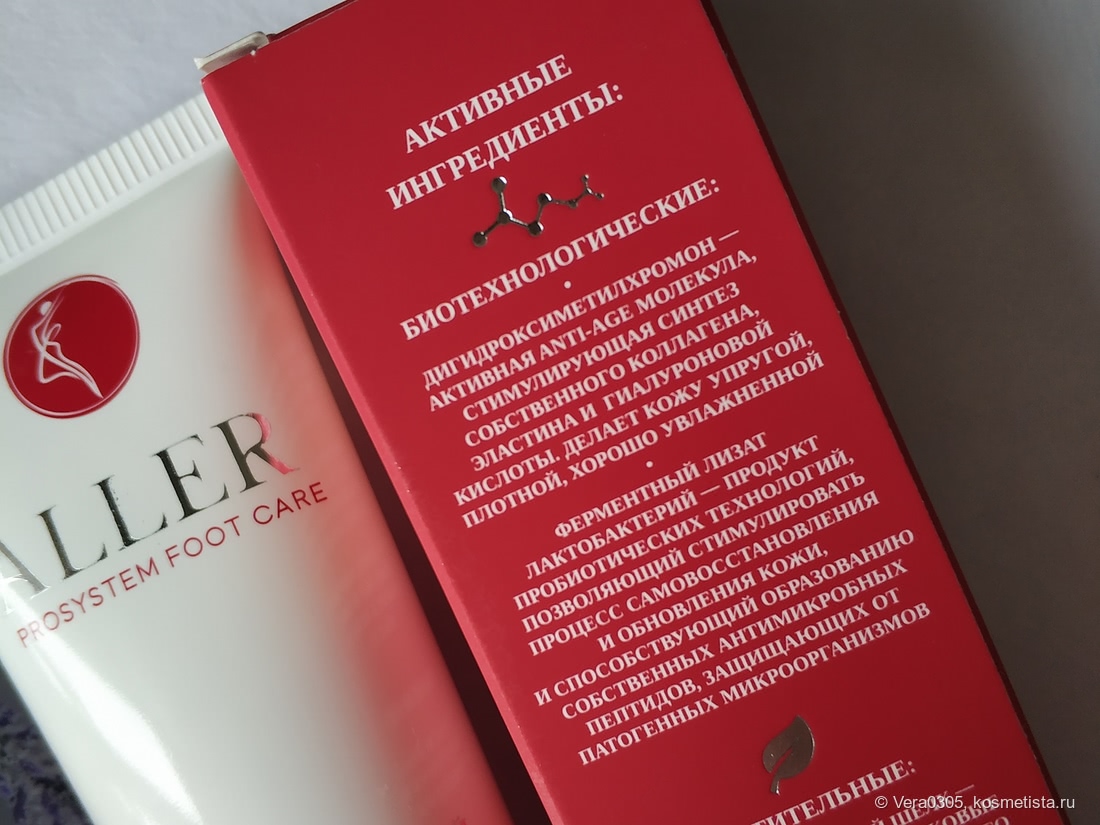 ALLER
PROSYSTEM FOOT CARE
АКТИВНЫЕ
ИНГРЕДИЕНТЫ:
БИОТЕХНОЛОГИЧЕСКИЕ:
•
ДИГИДРОКСИМЕТИЛХРОМОН —
АКТИВНАЯ ANTI-AGE МОЛЕКУЛА,
СТИМУЛИРУЮЩАЯ СИНТЕЗ
СОБСТВЕННОГО КОЛЛАГЕНА,
ЭЛАСТИНА И ГИАЛУРОНОВОЙ
КИСЛОТЫ. ДЕЛАЕТ КОЖУ УПРУГОЙ,
ПЛОТНОЙ, ХОРОШО УВЛАЖНЕННОЙ
•
ФЕРМЕНТНЫЙ ЛИЗАТ
ЛАКТОБАКТЕРИЙ — ПРОДУКТ
ПРОБИОТИЧЕСКИХ ТЕХНОЛОГИЙ,
ПОЗВОЛЯЮЩИЙ СТИМУЛИРОВАТЬ
ПРОЦЕСС САМОВОССТАНОВЛЕНИЯ
И ОБНОВЛЕНИЯ КОЖИ,
И СПОСОБСТВУЮЩИЙ ОБРАЗОВАНИЮ
СОБСТВЕННЫХ АНТИМИКРОБНЫХ
ПЕПТИДОВ, ЗАЩИЩАЮЩИХ ОТ
ПАТОГЕННЫХ МИКРООРГАНИЗМОВ
ТИТЕЛЬНЫЕ:
ШЕЛК —
© Vera0305, kosmetista.ru